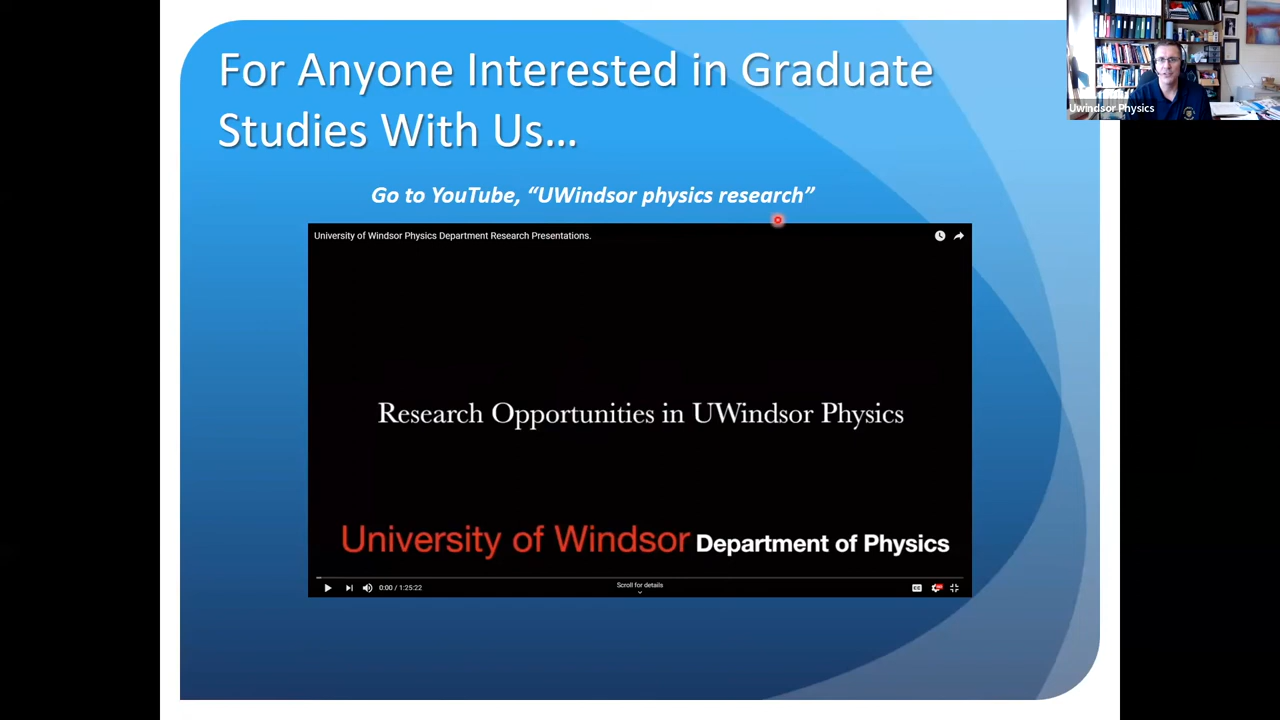 For Anyone Interested in Graduate
Studies With Us…
Uwindsor Physics
Go to YouTube, “UWindsor physics research”
University of Windsor Physics Department Research Presentations.
Research Opportunities in UWindsor Physics
University of Windsor Department of Physics
Scroll for details
0:00 / 1:25:22